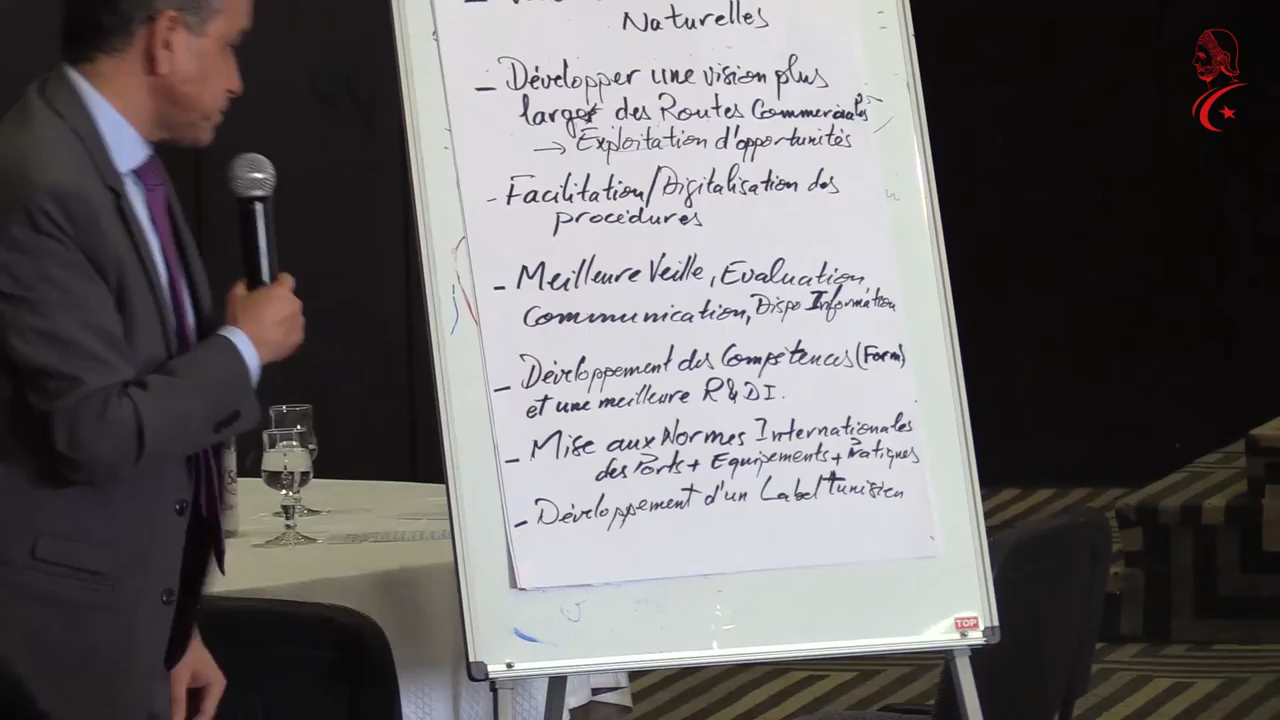 Naturelles
- Développer une vision plus
large des Routes Commerciales
→ Exploitation d'opportunités
- Facilitation/Digitalisation des
procédures
- Meilleure Veille, Evaluation
Communication, Dispo Information
- Développement des Compétences (Form)
et une meilleure R&DI.
- Mise aux Normes Internationales
des Ports + Equipements + Pratiques
- Développement d'un Label tunisien
TOP